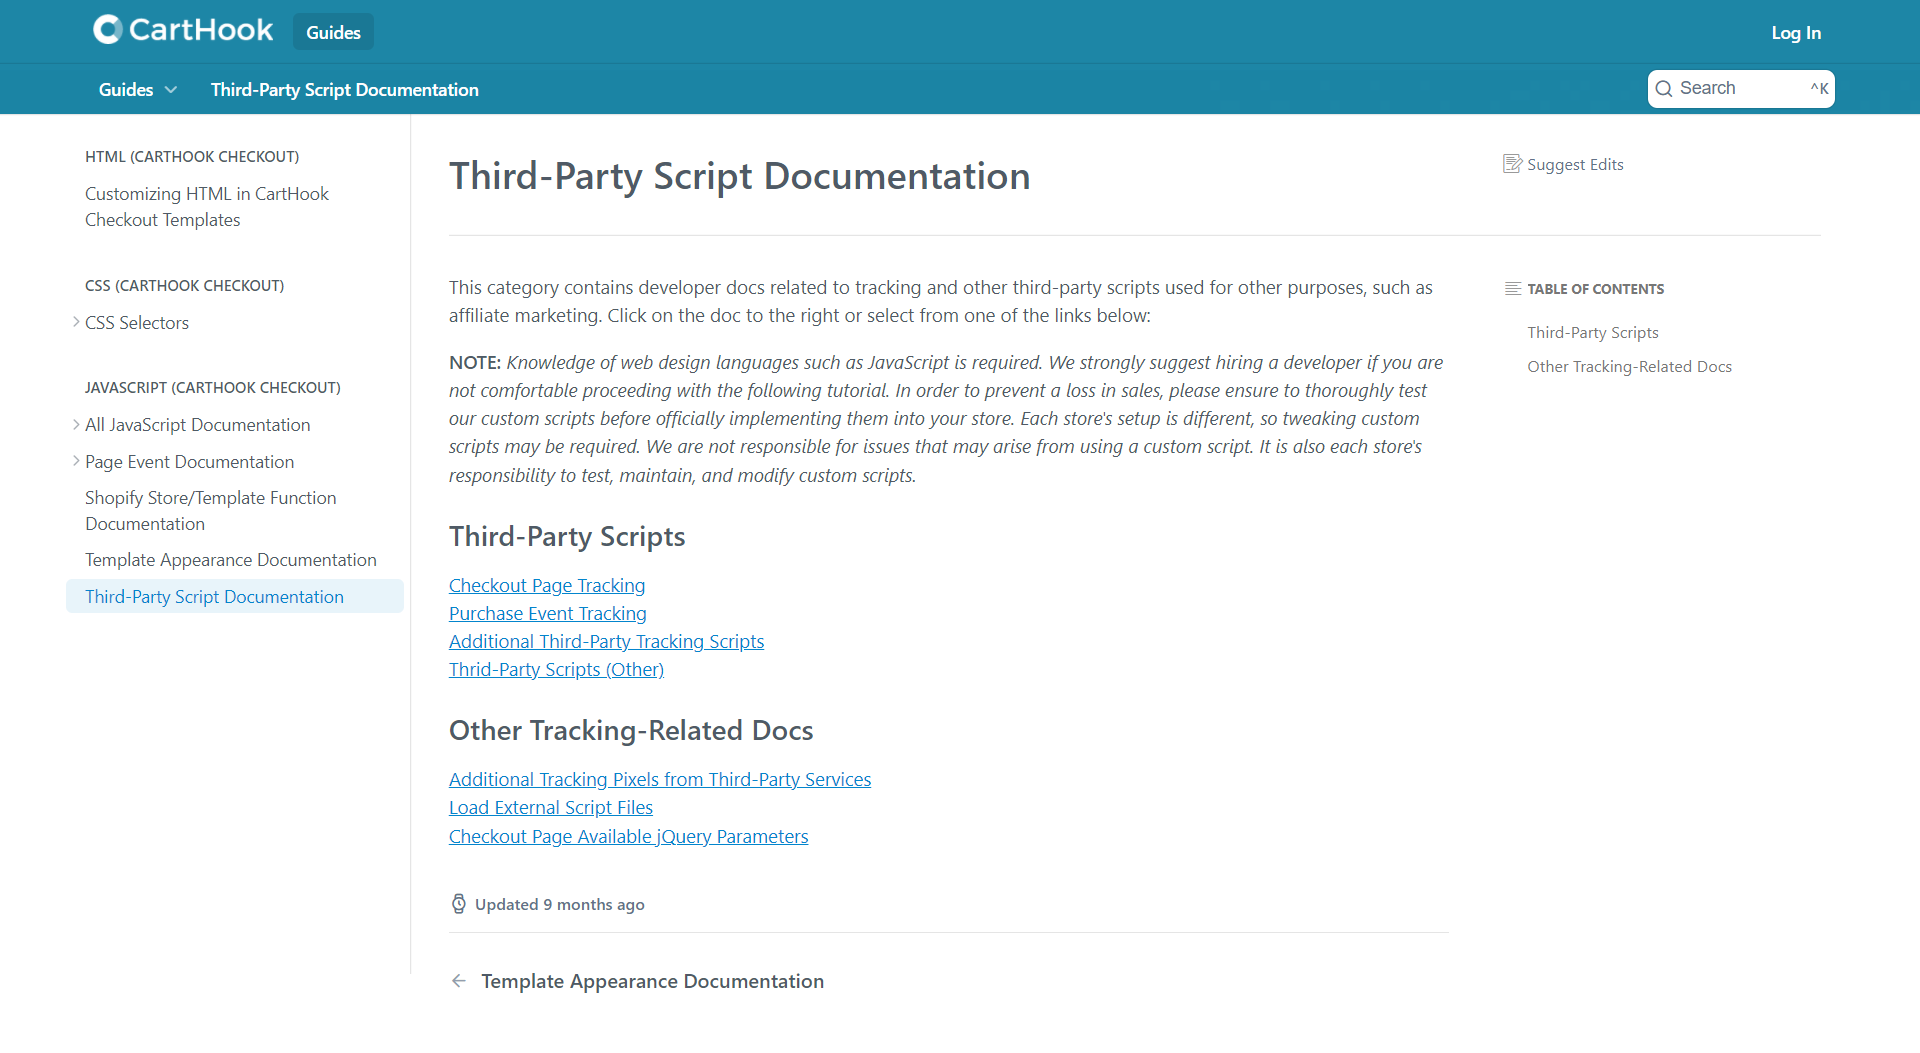 CartHook
Guides
Log In
Guides
Third-Party Script Documentation
Search
^K
HTML (CARTHOOK CHECKOUT)
Customizing HTML in CartHook
Checkout Templates
CSS (CARTHOOK CHECKOUT)
CSS Selectors
JAVASCRIPT (CARTHOOK CHECKOUT)
All JavaScript Documentation
Page Event Documentation
Shopify Store/Template Function
Documentation
Template Appearance Documentation
Third-Party Script Documentation
Third-Party Script Documentation
Suggest Edits
This category contains developer docs related to tracking and other third-party scripts used for other purposes, such as
affiliate marketing. Click on the doc to the right or select from one of the links below:
NOTE: Knowledge of web design languages such as JavaScript is required. We strongly suggest hiring a developer if you are
not comfortable proceeding with the following tutorial. In order to prevent a loss in sales, please ensure to thoroughly test
our custom scripts before officially implementing them into your store. Each store's setup is different, so tweaking custom
scripts may be required. We are not responsible for issues that may arise from using a custom script. It is also each store's
responsibility to test, maintain, and modify custom scripts.
Third-Party Scripts
Checkout Page Tracking
Purchase Event Tracking
Additional Third-Party Tracking Scripts
Thrid-Party Scripts (Other)
Other Tracking-Related Docs
Additional Tracking Pixels from Third-Party Services
Load External Script Files
Checkout Page Available jQuery Parameters
Updated 9 months ago
Template Appearance Documentation
TABLE OF CONTENTS
Third-Party Scripts
Other Tracking-Related Docs